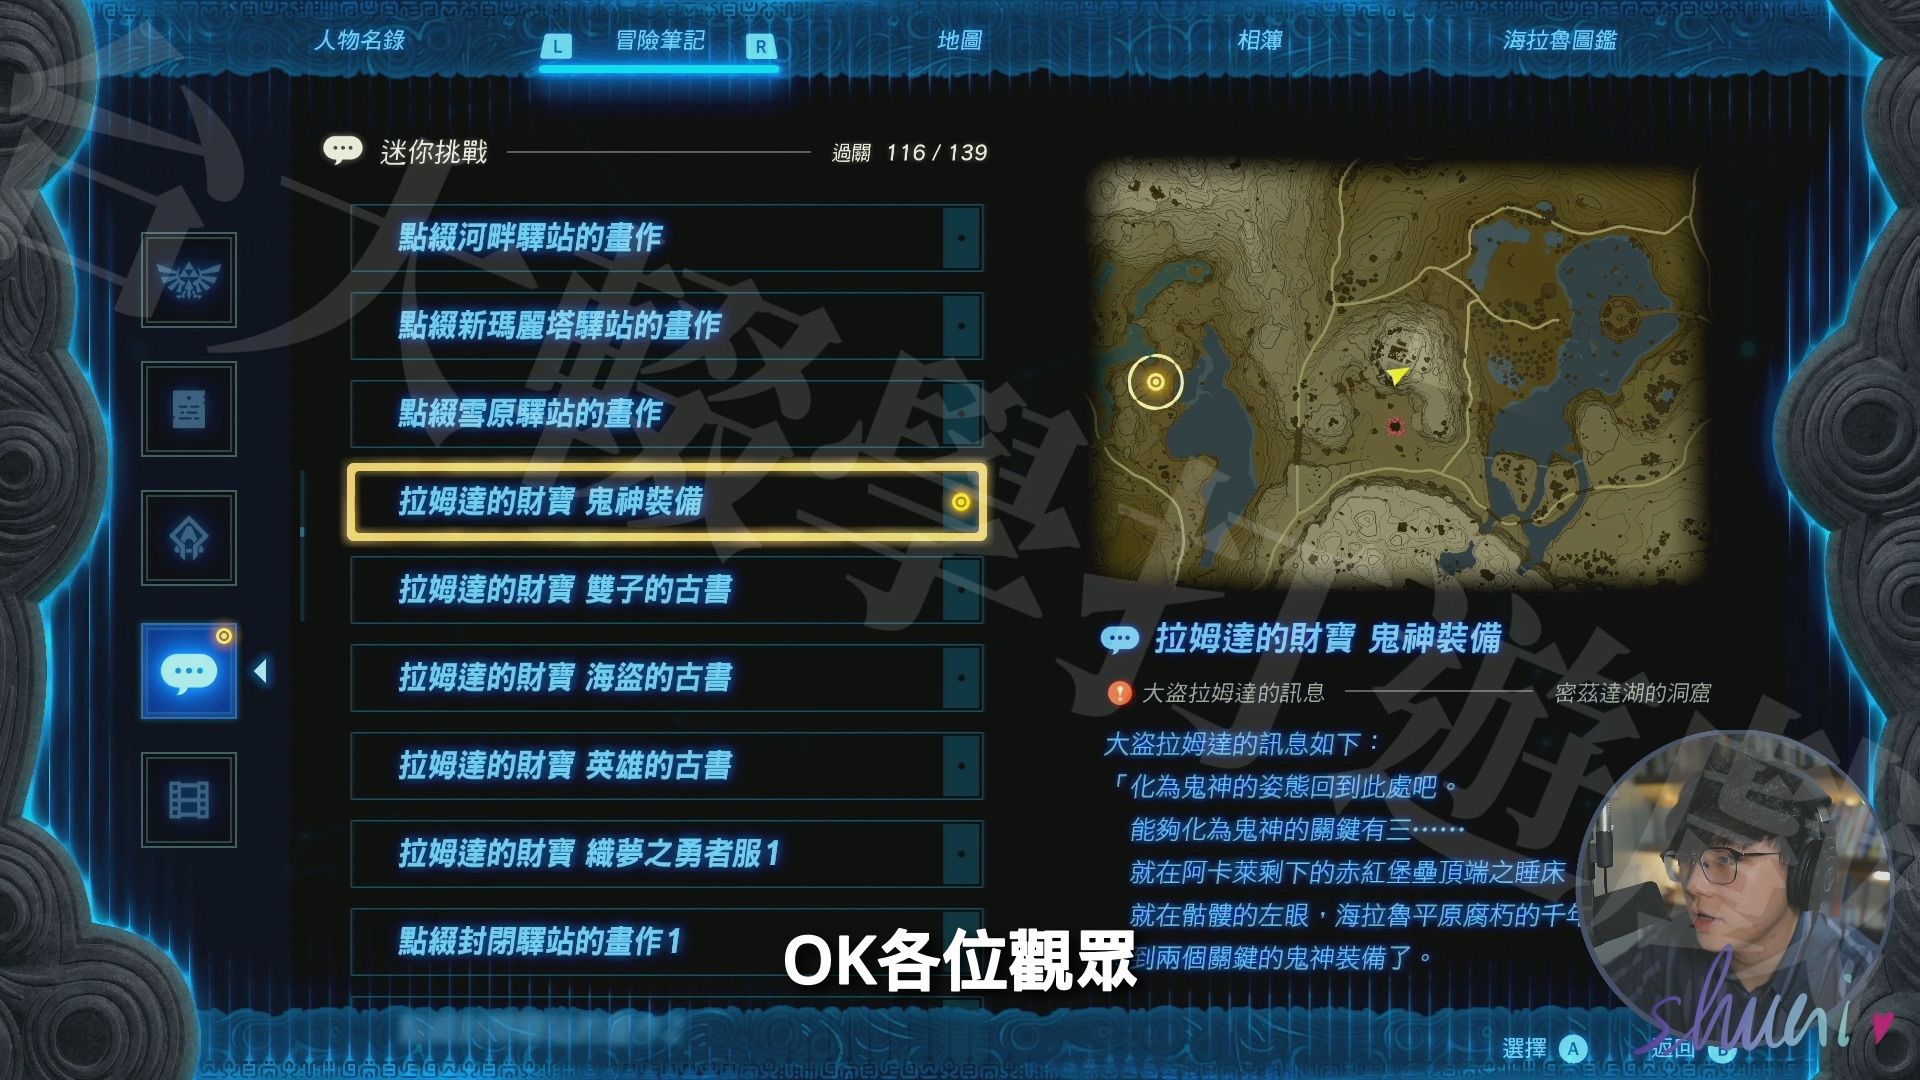 人物名錄
L 冒險筆記 R
地圖
相簿
海拉魯圖鑑
迷你挑戰
過關 116 / 139
點綴河畔驛站的畫作
點綴新瑪麗塔驛站的畫作
點綴雪原驛站的畫作
拉姆達的財寶 鬼神裝備
拉姆達的財寶 雙子的古書
拉姆達的財寶 海盜的古書
拉姆達的財寶 英雄的古書
拉姆達的財寶 織夢之勇者服1
點綴封閉驛站的畫作1
拉姆達的財寶 鬼神裝備
大盜拉姆達的訊息
密茲達湖的洞窟
大盜拉姆達的訊息如下：
「化為鬼神的姿態回到此處吧。
能夠化為鬼神的關鍵有三……
就在阿卡萊剩下的赤紅堡壘頂端之睡床
就在骷髏的左眼，海拉魯平原腐朽的千年
到兩個關鍵的鬼神裝備了。
OK各位觀眾
選擇 A
返回 B
shuni